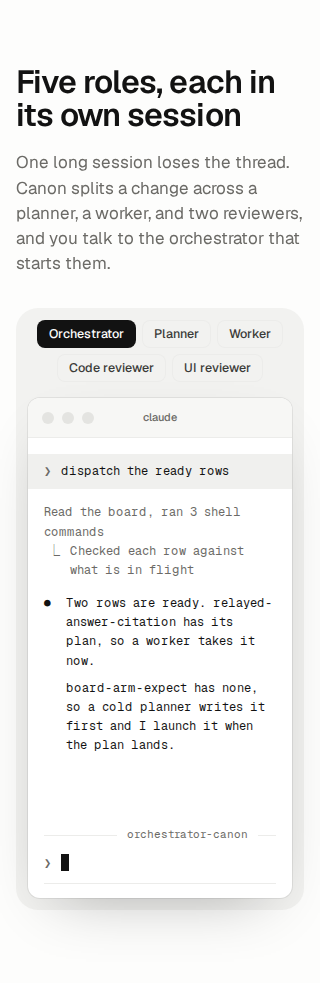 Five roles, each in
its own session
One long session loses the thread.
Canon splits a change across a
planner, a worker, and two reviewers,
and you talk to the orchestrator that
starts them.
Orchestrator Planner Worker
Code reviewer UI reviewer
claude
❯ dispatch the ready rows
Read the board, ran 3 shell
commands
⎿ Checked each row against
what is in flight
● Two rows are ready. relayed-
answer-citation has its
plan, so a worker takes it
now.
board-arm-expect has none,
so a cold planner writes it
first and I launch it when
the plan lands.
orchestrator-canon
❯